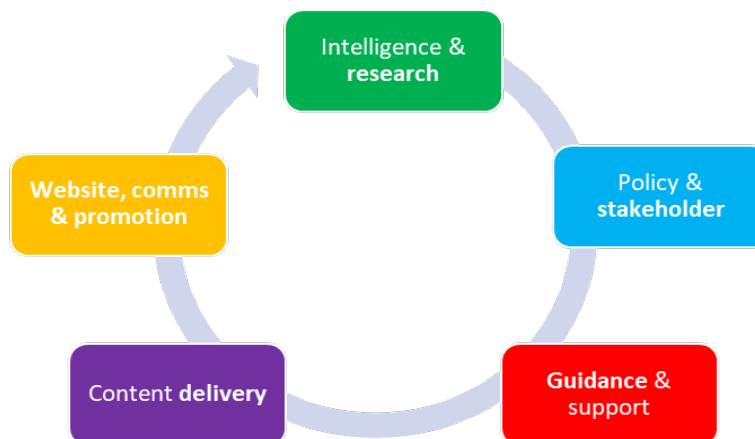 Intelligence &
research
Policy &
stakeholder
Guidance &
support
Content delivery
Website, comms
& promotion